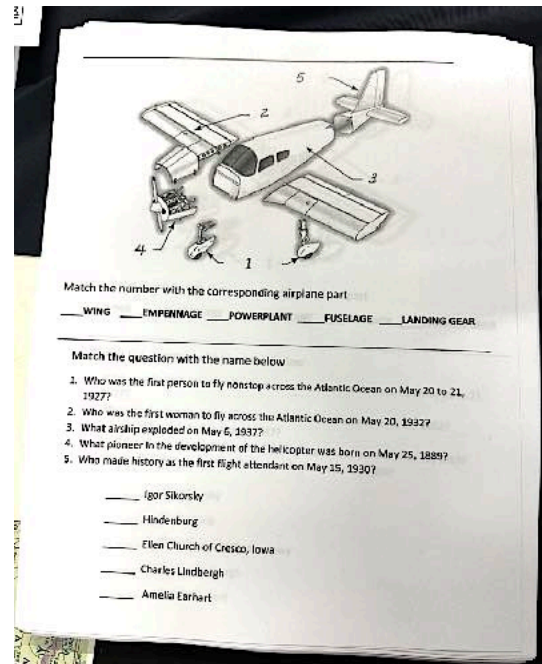 5
2
3
4
1
Match the number with the corresponding airplane part
___WING ___EMPENNAGE ___POWERPLANT ___FUSELAGE ___LANDING GEAR
Match the question with the name below
1. Who was the first person to fly nonstop across the Atlantic Ocean on May 20 to 21,
1927?
2. Who was the first woman to fly across the Atlantic Ocean on May 20, 1932?
3. What airship exploded on May 6, 1937?
4. What pioneer in the development of the helicopter was born on May 25, 1889?
5. Who made history as the first flight attendant on May 15, 1930?
_____ Igor Sikorsky
_____ Hindenburg
_____ Ellen Church of Cresco, Iowa
_____ Charles Lindbergh
_____ Amelia Earhart